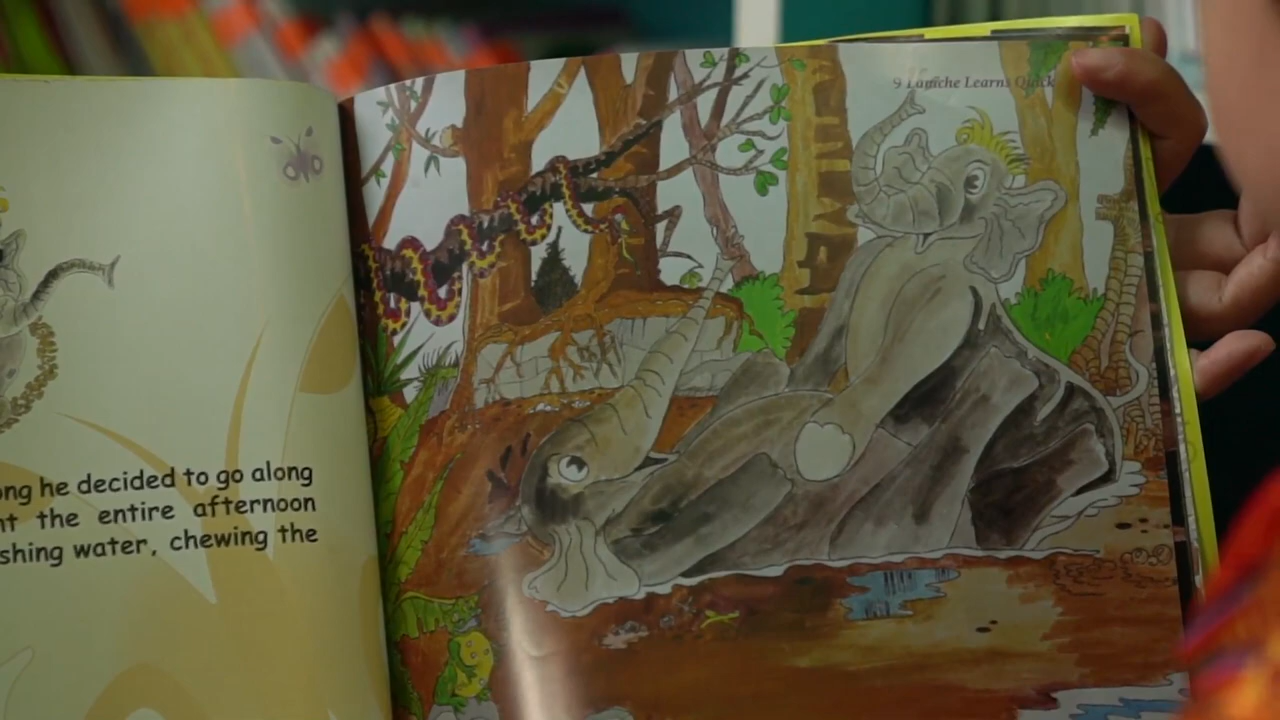 ong he decided to go along
nt the entire afternoon
shing water, chewing the
9 Lamche Learns Quick